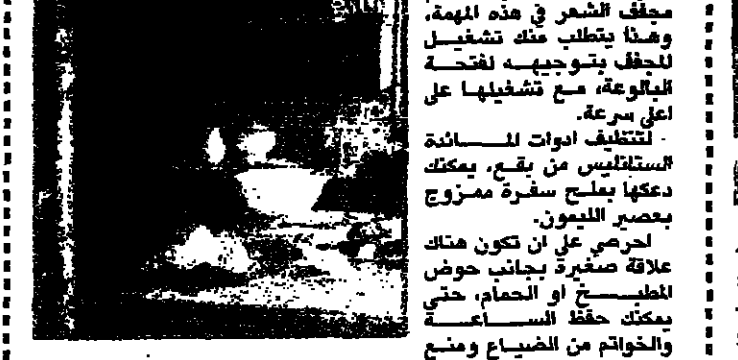 مجفف الشعر في هذه المهمة،
وهذا يتطلب منك تشغيل
المجفف بتوجيهه لفتحة
البالوعة، مع تشغيلها على
اعلى سرعة.
- لتنظيف ادوات المائدة
الستانليس من بقع، يمكنك
دعكها بملح سفرة ممزوج
بعصير الليمون.
احرصي على ان تكون هناك
علاقة صغيرة بجانب حوض
المطبخ او الحمام، حتى
يمكنك حفظ الساعة
والخواتم من الضياع ومنع